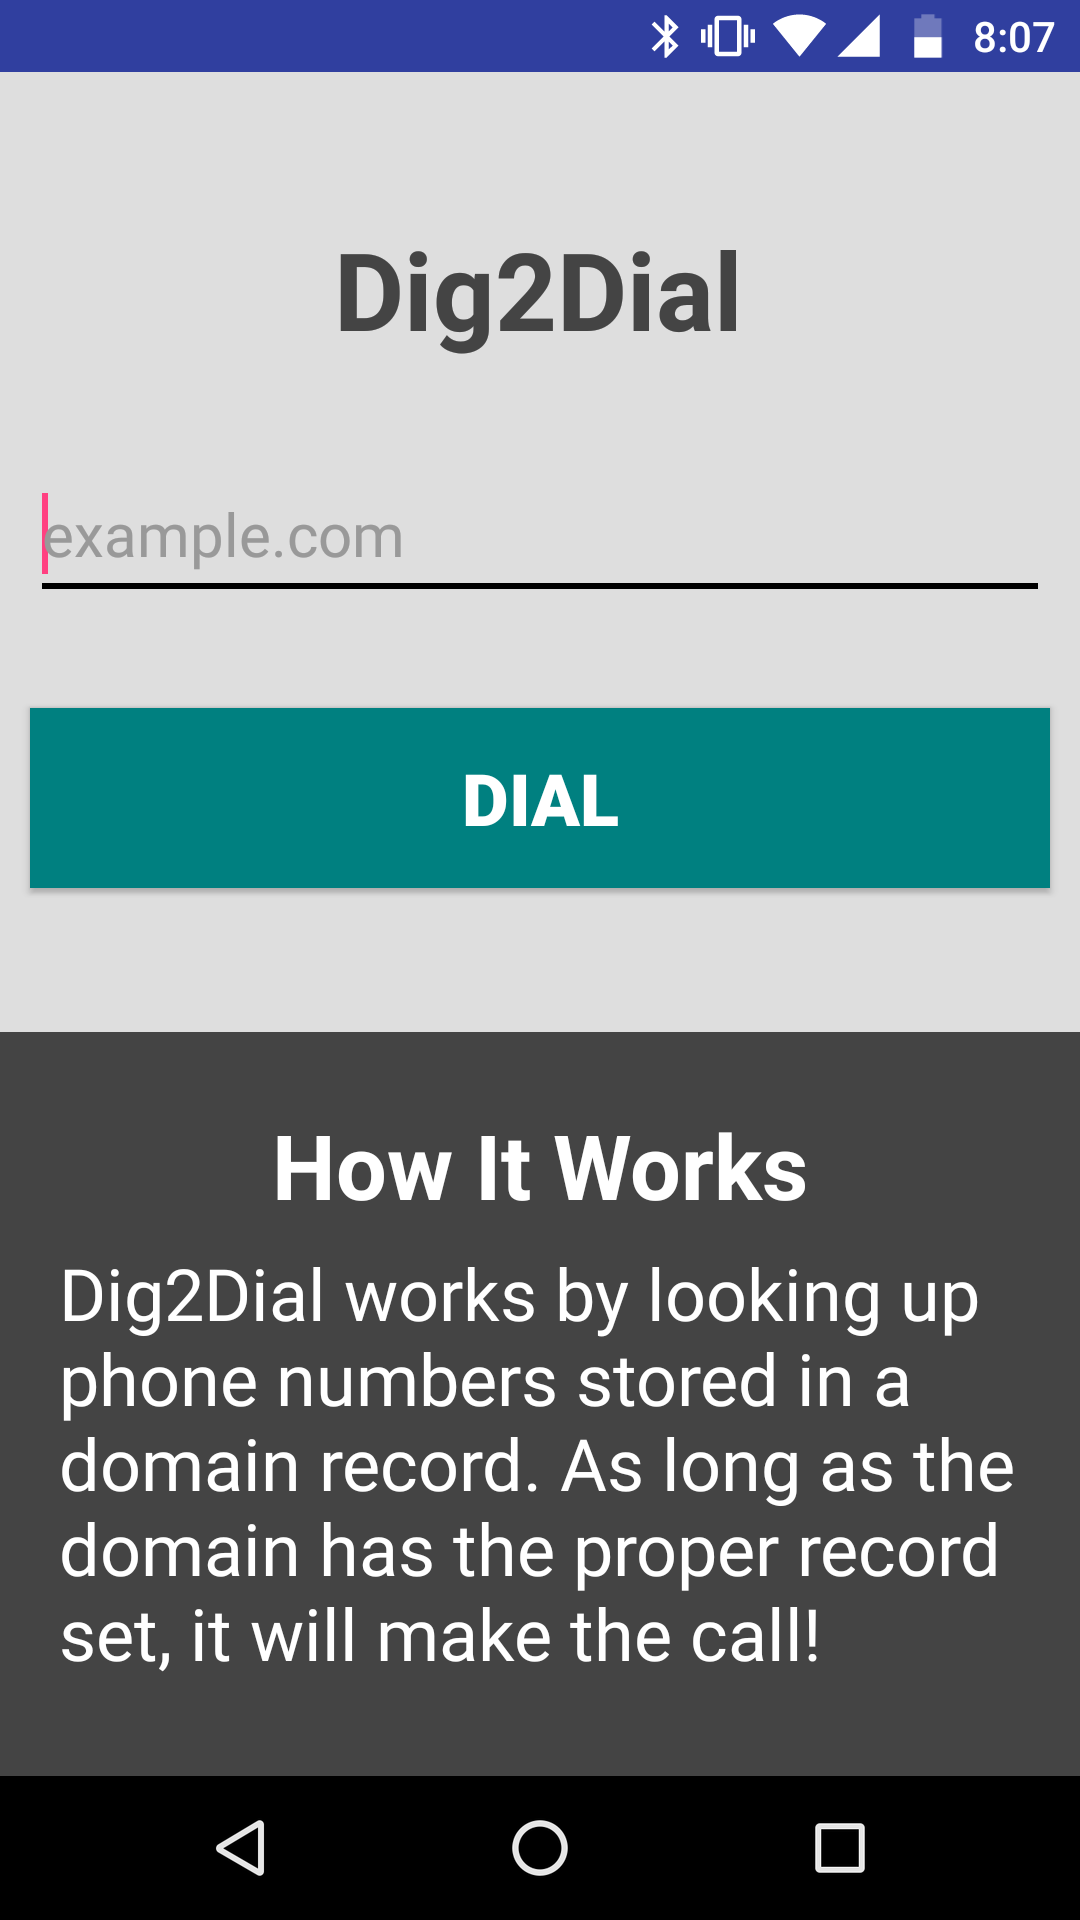 8:07
Dig2Dial
example.com
DIAL
How It Works
Dig2Dial works by looking up
phone numbers stored in a
domain record. As long as the
domain has the proper record
set, it will make the call!